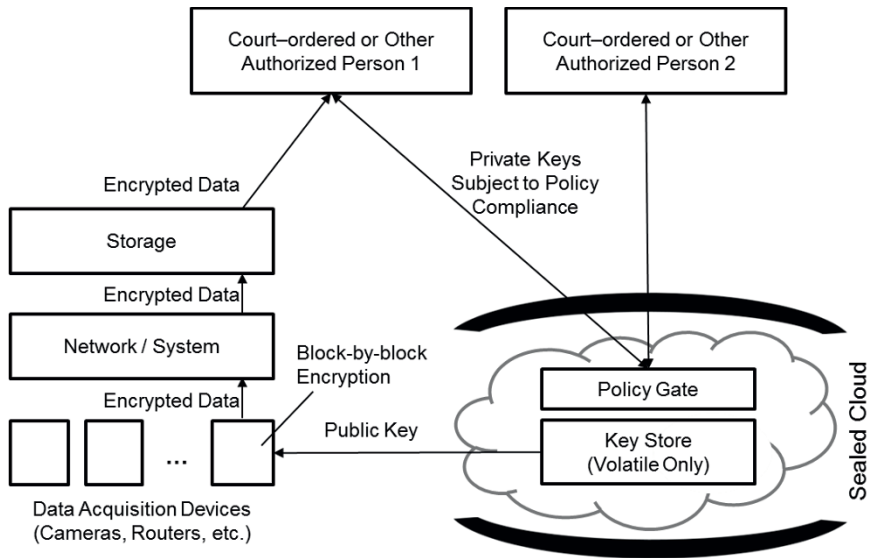 Court–ordered or Other
Authorized Person 1
Court–ordered or Other
Authorized Person 2
Private Keys
Subject to Policy
Compliance
Encrypted Data
Storage
Encrypted Data
Network / System
Block-by-block
Encryption
Encrypted Data
Public Key
...
Data Acquisition Devices
(Cameras, Routers, etc.)
Policy Gate
Key Store
(Volatile Only)
Sealed Cloud